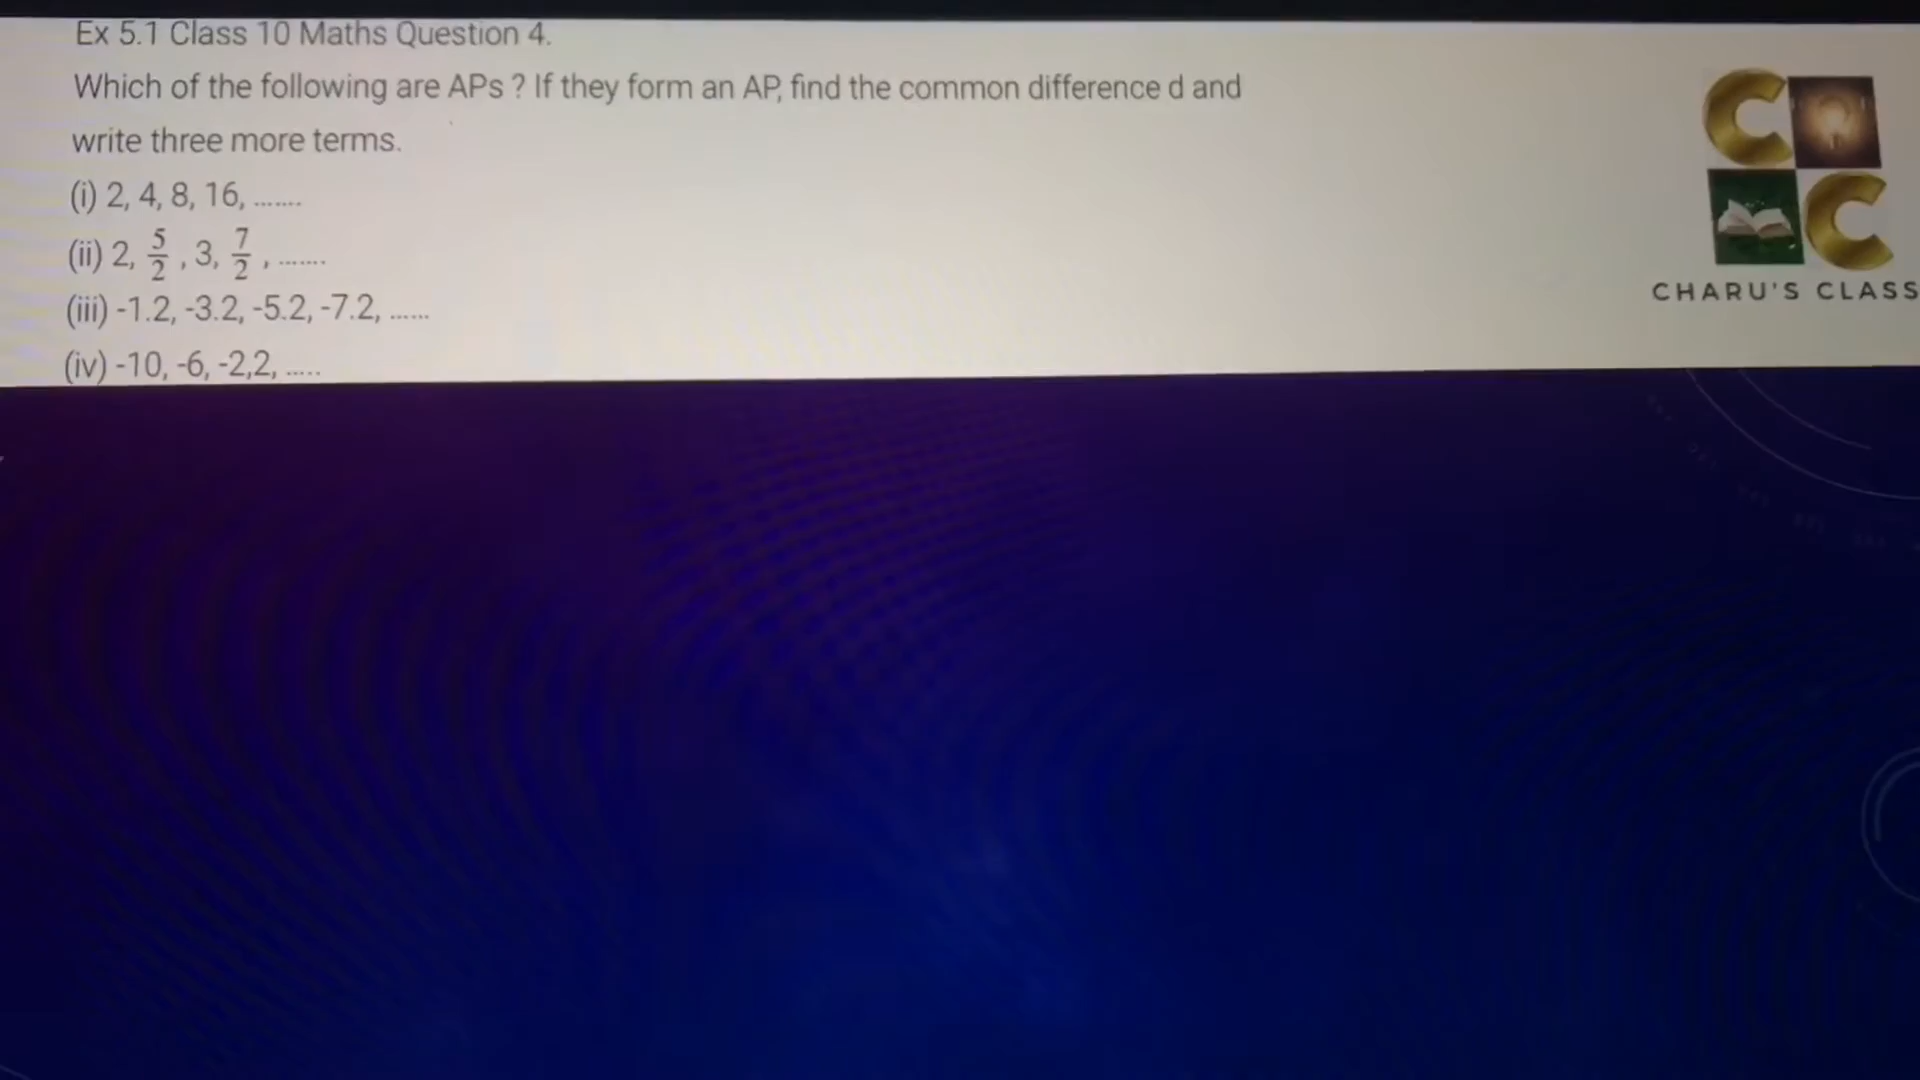 Ex 5.1 Class 10 Maths Question 4.
Which of the following are APs ? If they form an AP, find the common difference d and
write three more terms.
(i) 2, 4, 8, 16, .......
(ii) 2, 5/2 , 3, 7/2 , .......
(iii) -1.2, -3.2, -5.2, -7.2, ......
(iv) -10, -6, -2,2, .....
C
C
CHARU'S CLASS